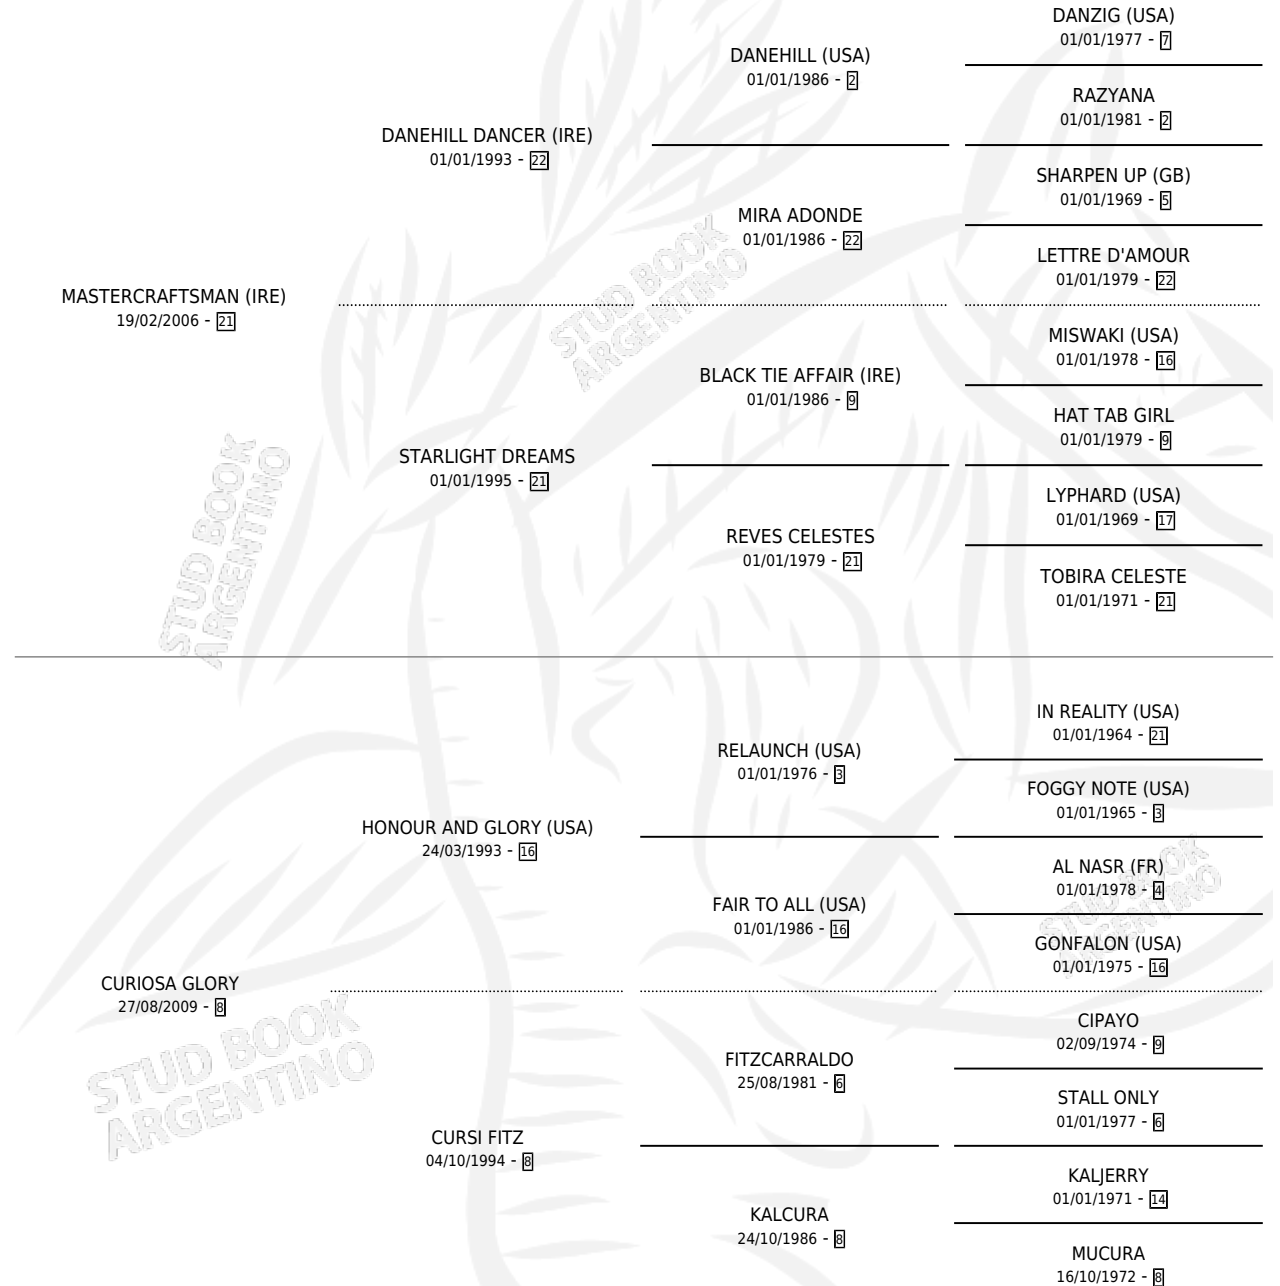 DANZIG (USA)
01/01/1977 - 7
DANEHILL (USA)
01/01/1986 - 2
RAZYANA
01/01/1981 - 2
DANEHILL DANCER (IRE)
01/01/1993 - 22
SHARPEN UP (GB)
01/01/1969 - 5
MIRA ADONDE
01/01/1986 - 22
LETTRE D'AMOUR
01/01/1979 - 22
MASTERCRAFTSMAN (IRE)
19/02/2006 - 21
MISWAKI (USA)
01/01/1978 - 16
BLACK TIE AFFAIR (IRE)
01/01/1986 - 9
HAT TAB GIRL
01/01/1979 - 9
STARLIGHT DREAMS
01/01/1995 - 21
LYPHARD (USA)
01/01/1969 - 17
REVES CELESTES
01/01/1979 - 21
TOBIRA CELESTE
01/01/1971 - 21
IN REALITY (USA)
01/01/1964 - 21
RELAUNCH (USA)
01/01/1976 - 3
FOGGY NOTE (USA)
01/01/1965 - 3
HONOUR AND GLORY (USA)
24/03/1993 - 16
AL NASR (FR)
01/01/1978 - 4
FAIR TO ALL (USA)
01/01/1986 - 16
GONFALON (USA)
01/01/1975 - 16
CURIOSA GLORY
27/08/2009 - 8
CIPAYO
02/09/1974 - 9
FITZCARRALDO
25/08/1981 - 6
STALL ONLY
01/01/1977 - 6
CURSI FITZ
04/10/1994 - 8
KALJERRY
01/01/1971 - 14
KALCURA
24/10/1986 - 8
MUCURA
16/10/1972 - 8
STUD BOOK
ARGENTINO
STUD BOOK
ARGENTINO
STUD BOOK
ARGENTINO
STUD BOOK
ARGENTINO